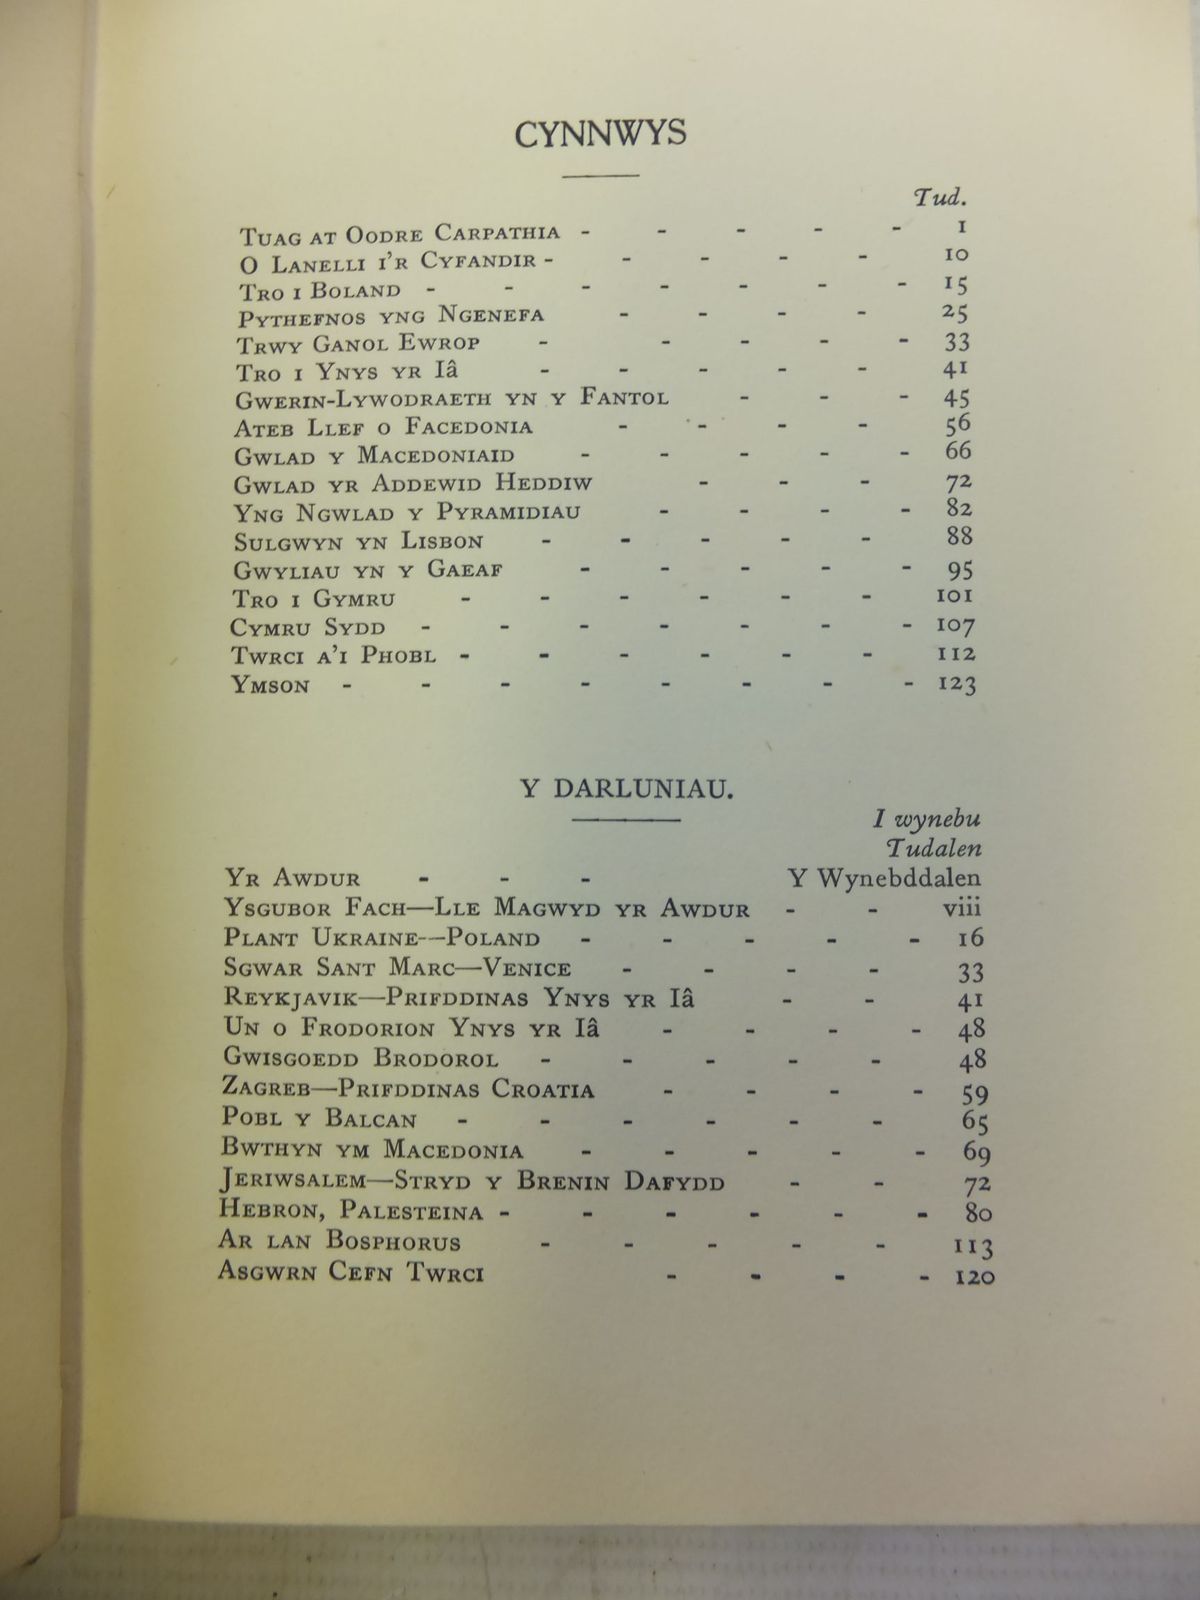 CYNNWYS
Tud.
TUAG AT OODRE CARPATHIA - - - - - 1
O LANELLI I'R CYFANDIR - - - - - 10
TRO I BOLAND - - - - - - - 15
PYTHEFNOS YNG NGENEFA - - - - 25
TRWY GANOL EWROP - - - - - 33
TRO I YNYS YR IÂ - - - - - 41
GWERIN-LYWODRAETH YN Y FANTOL - - - 45
ATEB LLEF O FACEDONIA - - - - 56
GWLAD Y MACEDONIAID - - - - - 66
GWLAD YR ADDEWID HEDDIW - - - 72
YNG NGWLAD Y PYRAMIDIAU - - - - 82
SULGWYN YN LISBON - - - - - 88
GWYLIAU YN Y GAEAF - - - - - 95
TRO I GYMRU - - - - - - 101
CYMRU SYDD - - - - - - - 107
TWRCI A'I PHOBL - - - - - - 112
YMSON - - - - - - - - 123
Y DARLUNIAU.
I wynebu
Tudalen
YR AWDUR - - - Y Wynebddalen
YSGUBOR FACH—LLE MAGWYD YR AWDUR - - viii
PLANT UKRAINE—POLAND - - - - - 16
SGWAR SANT MARC—VENICE - - - - 33
REYKJAVIK—PRIFDDINAS YNYS YR IÂ - - 41
UN O FRODORION YNYS YR IÂ - - - - 48
GWISGOEDD BRODOROL - - - - - 48
ZAGREB—PRIFDDINAS CROATIA - - - - 59
POBL Y BALCAN - - - - - - 65
BWTHYN YM MACEDONIA - - - - - 69
JERIWSALEM—STRYD Y BRENIN DAFYDD - - 72
HEBRON, PALESTEINA - - - - - - 80
AR LAN BOSPHORUS - - - - - 113
ASGWRN CEFN TWRCI - - - - 120